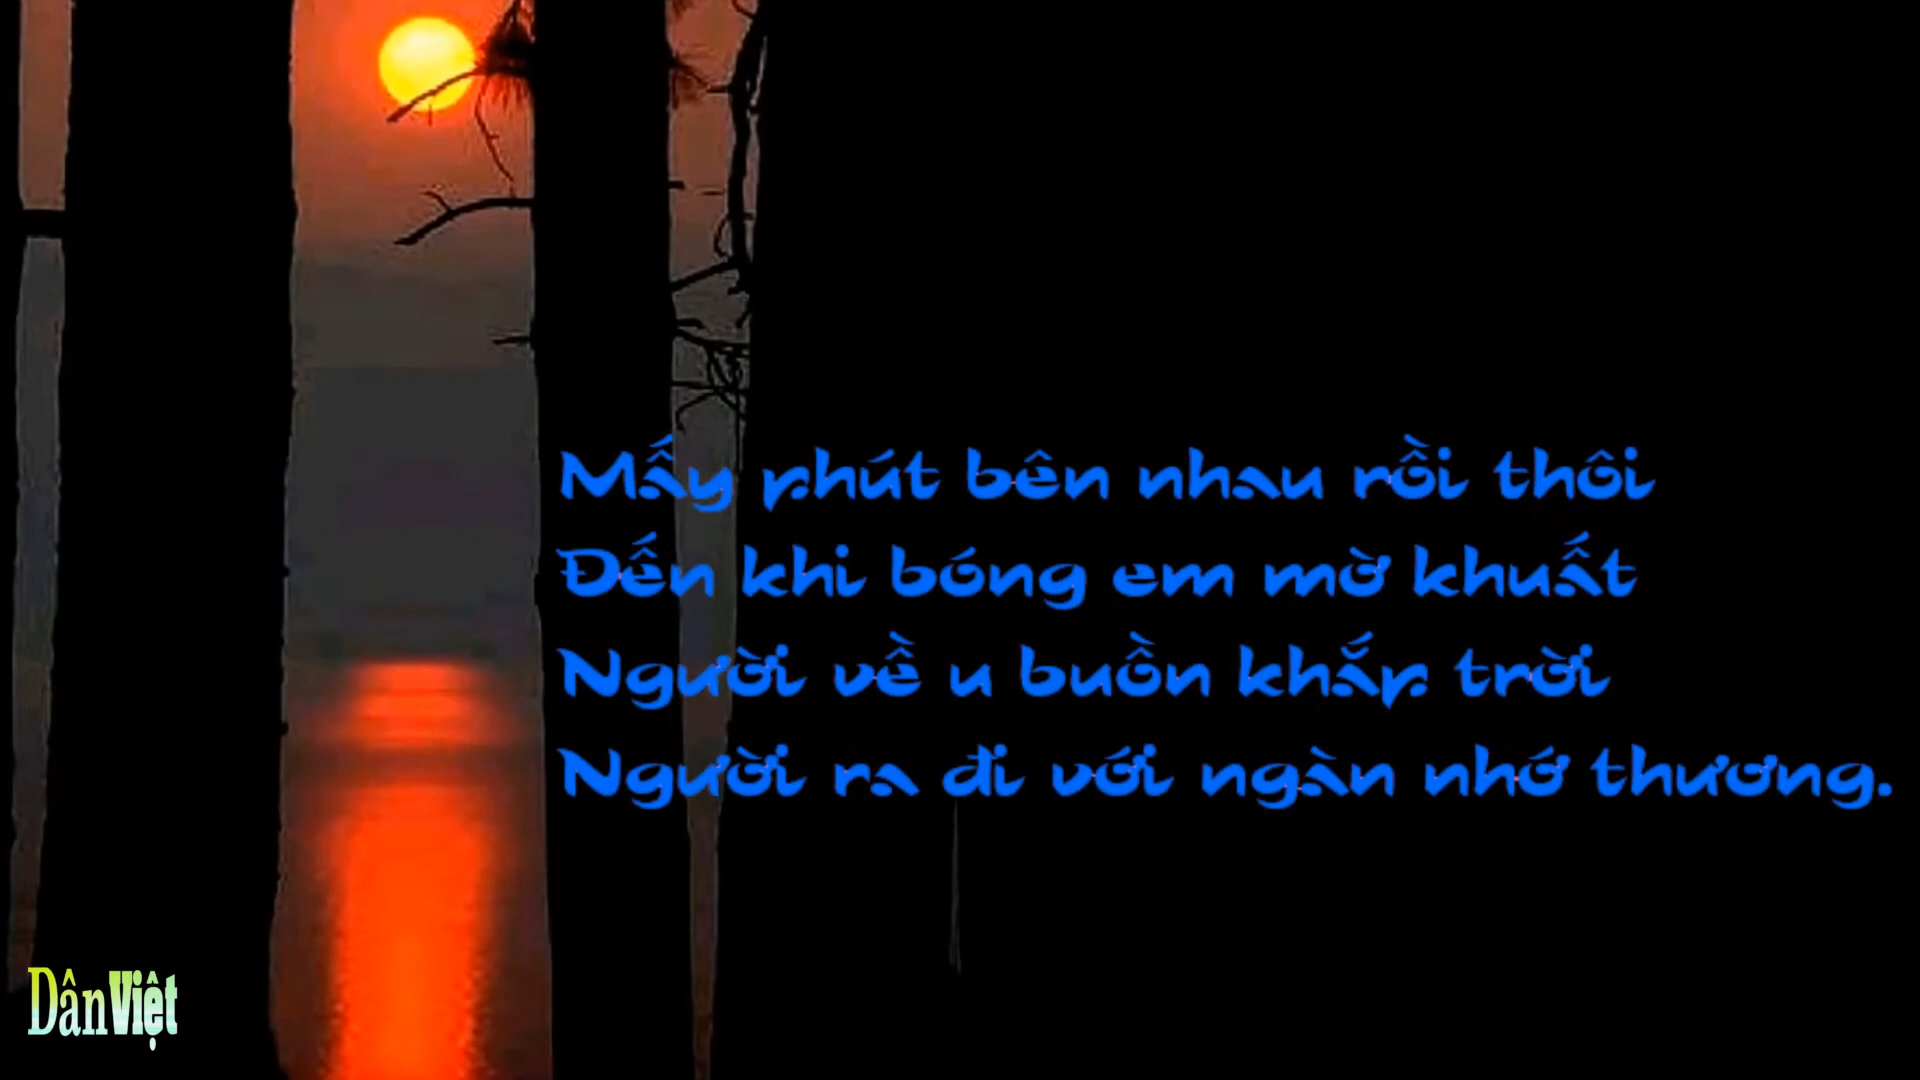 Mấy phút bên nhau rồi thôi
Đến khi bóng em mờ khuất
Người về u buồn khắp trời
Người ra đi với ngàn nhớ thương.
DânViệt